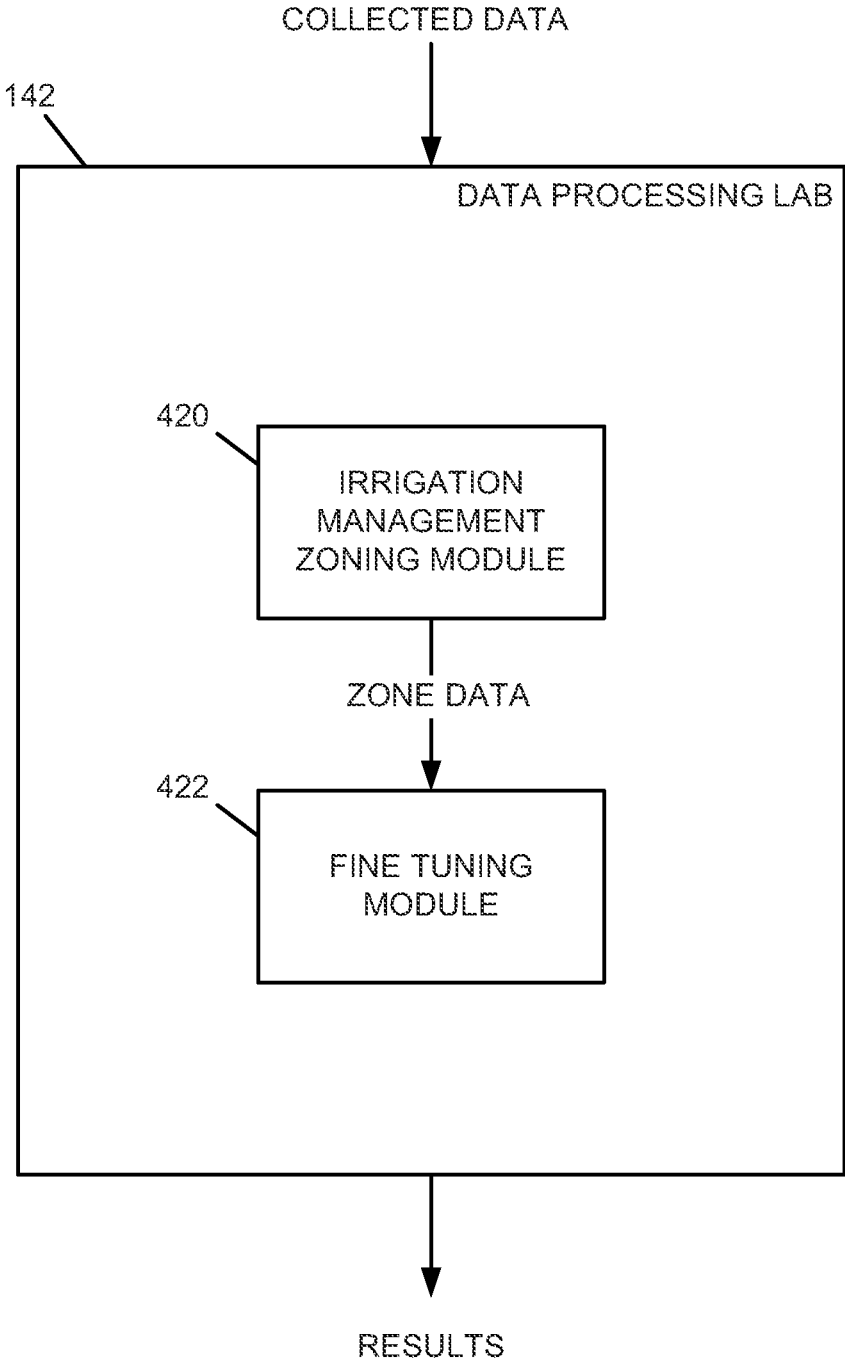 COLLECTED DATA
142
DATA PROCESSING LAB
420
IRRIGATION
MANAGEMENT
ZONING MODULE
ZONE DATA
422
FINE TUNING
MODULE
RESULTS